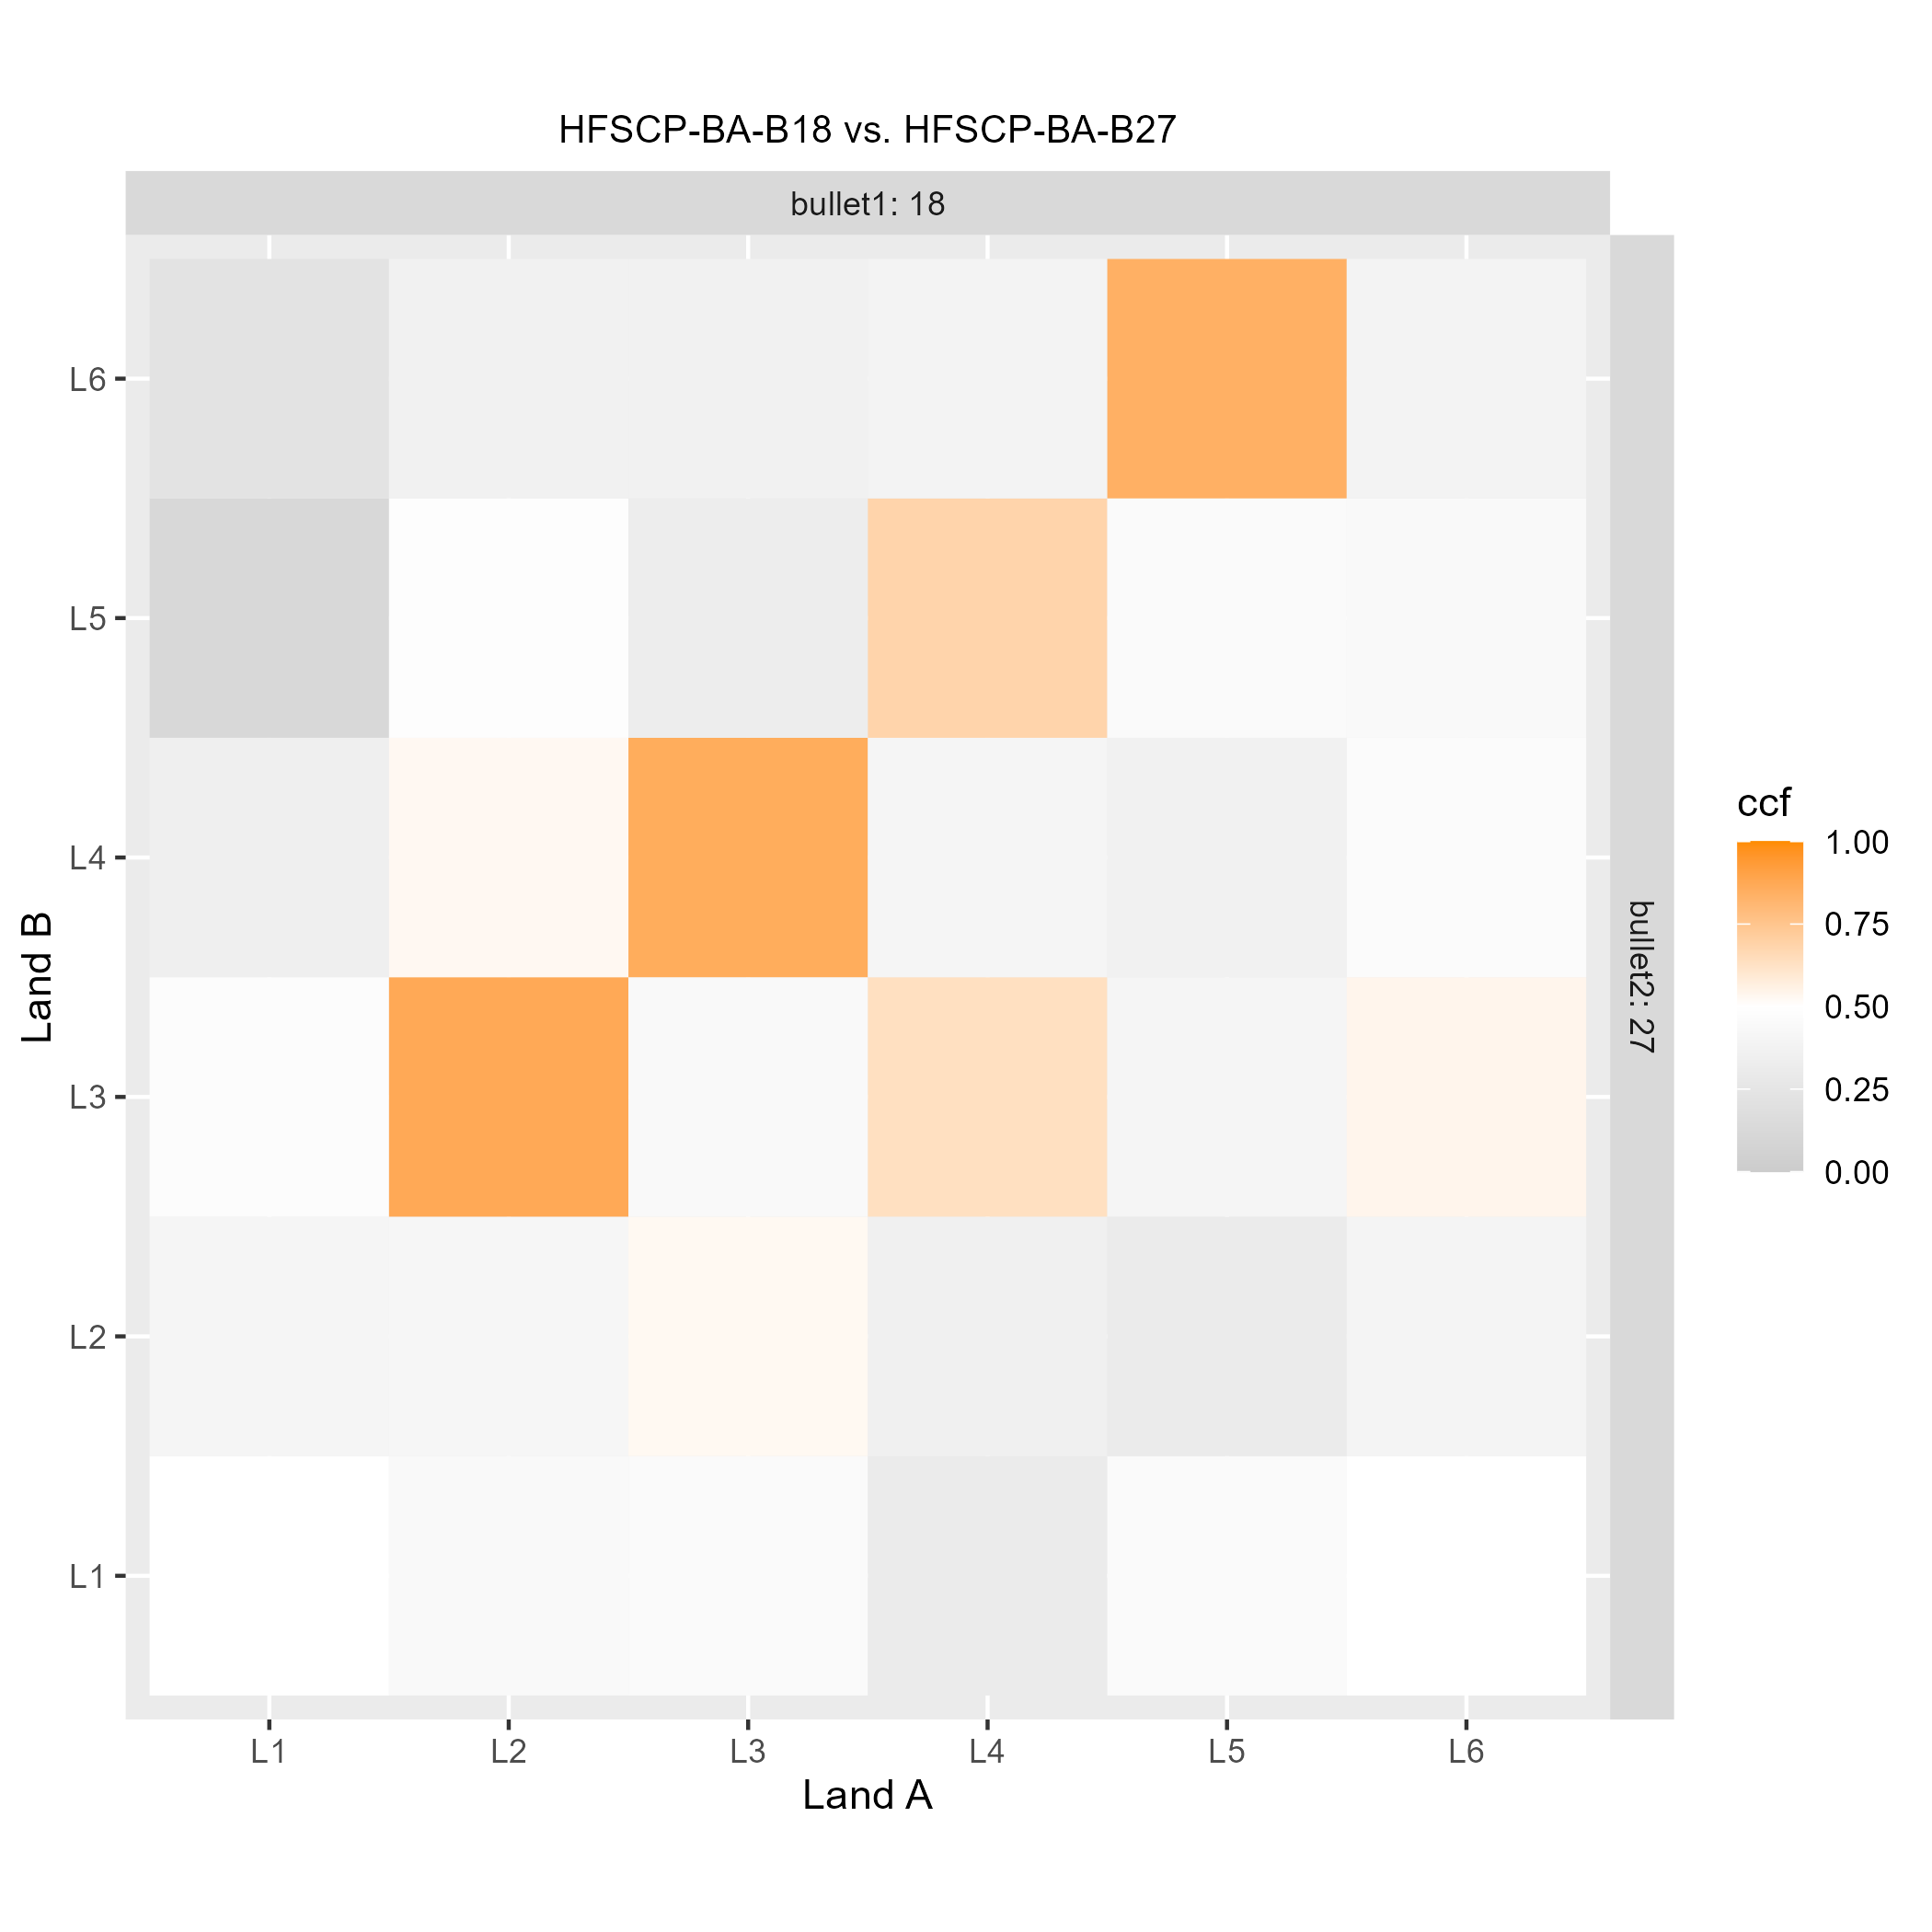 HFSCP-BA-B18 vs. HFSCP-BA-B27
bullet1: 18
L6
L5
L4
L3
L2
L1
Land B
L1 L2 L3 L4 L5 L6
Land A
bullet2: 27
ccf
1.00
0.75
0.50
0.25
0.00